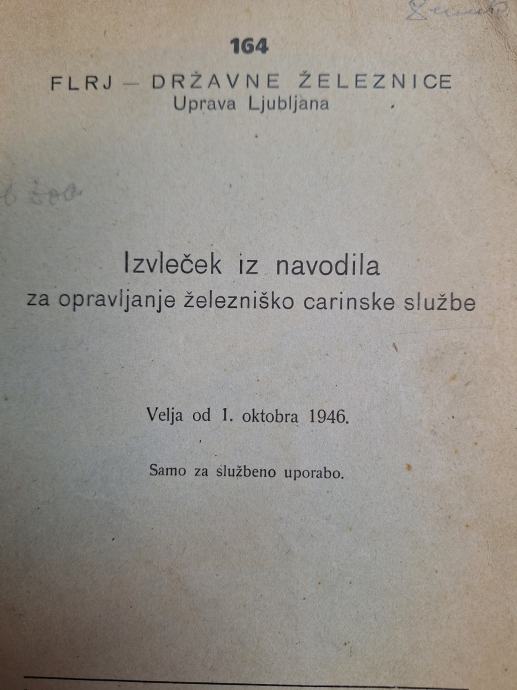 164
FLRJ — DRŽAVNE ŽELEZNICE
Uprava Ljubljana
Izvleček iz navodila
za opravljanje železniško carinske službe
Velja od 1. oktobra 1946.
Samo za službeno uporabo.